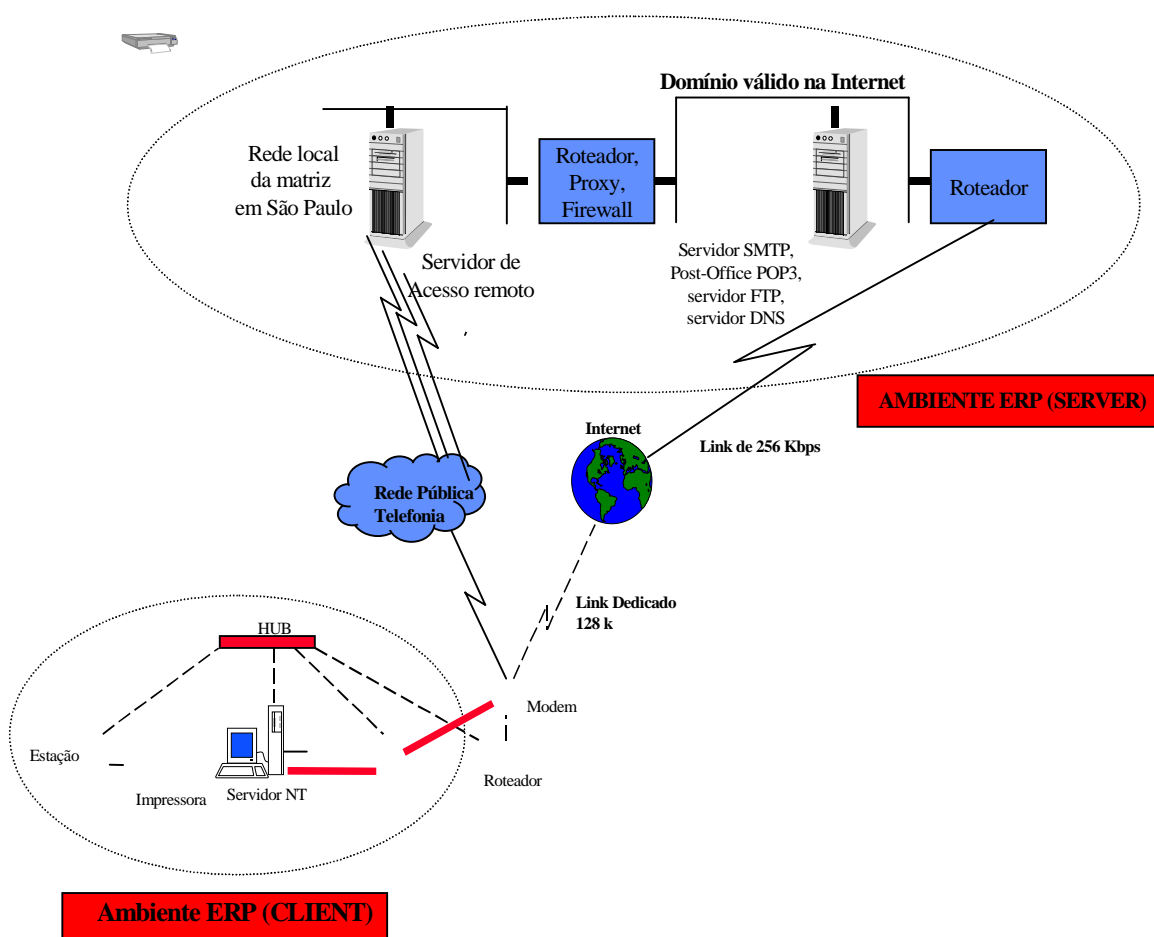 Domínio válido na Internet
Rede local
da matriz
em São Paulo
Roteador,
Proxy,
Firewall
Roteador
Servidor de
Acesso remoto
,
Servidor SMTP,
Post-Office POP3,
servidor FTP,
servidor DNS
AMBIENTE ERP (SERVER)
Internet
Link de 256 Kbps
Rede Pública
Telefonia
Link Dedicado
128 k
HUB
Modem
Estação
Impressora
Servidor NT
Roteador
Ambiente ERP (CLIENT)